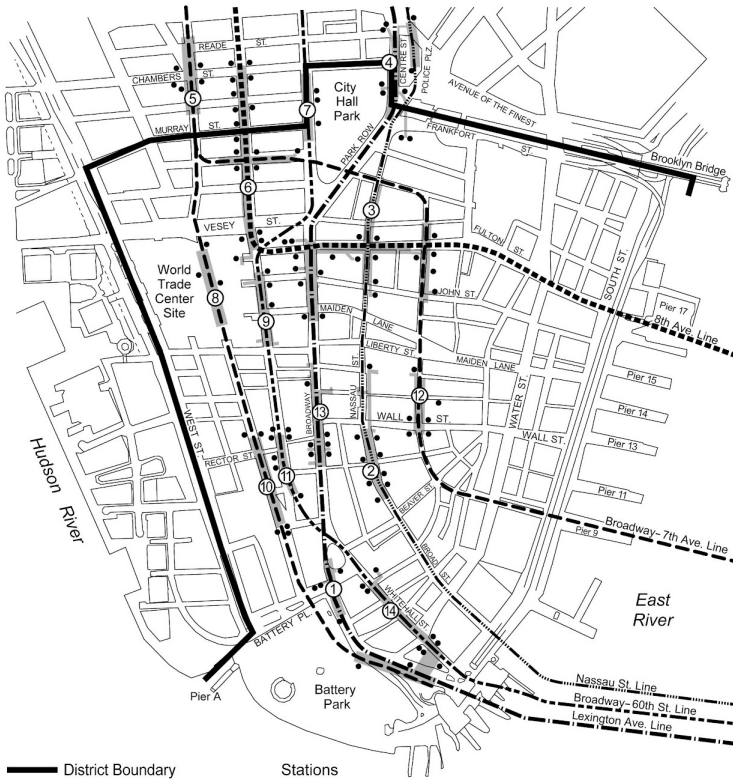 READE
ST.
CHAMBERS
ST.
5
4
CENTRE ST.
POLICE PLZ.
City
Hall
Park
7
AVENUE OF THE FINEST
MURRAY
ST.
PARK ROW
FRANKFORT
ST.
Brooklyn Bridge
6
3
VESEY
ST.
FULTON
ST.
SOUTH ST.
World
Trade
Center
Site
8
JOHN ST.
Pier 17
8th Ave. Line
9
MAIDEN
LANE
LIBERTY ST.
MAIDEN LANE
Pier 15
WEST ST.
BROADWAY
NASSAU
ST.
12
WATER ST.
Pier 14
13
WALL
ST.
WALL ST.
Pier 13
Hudson
River
RECTOR ST.
11
2
10
BEAVER ST.
Pier 11
Broadway–7th Ave. Line
Pier 9
BROAD
ST.
1
WHITEHALL ST.
14
East
River
BATTERY PL.
Pier A
Battery
Park
Nassau St. Line
Broadway–60th St. Line
Lexington Ave. Line
District Boundary
Stations